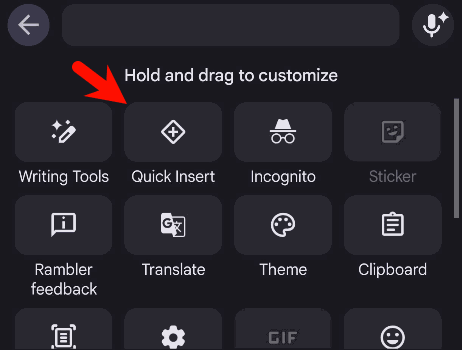 Hold and drag to customize
Writing Tools
Quick Insert
Incognito
Sticker
Rambler
feedback
Translate
Theme
Clipboard
GIF